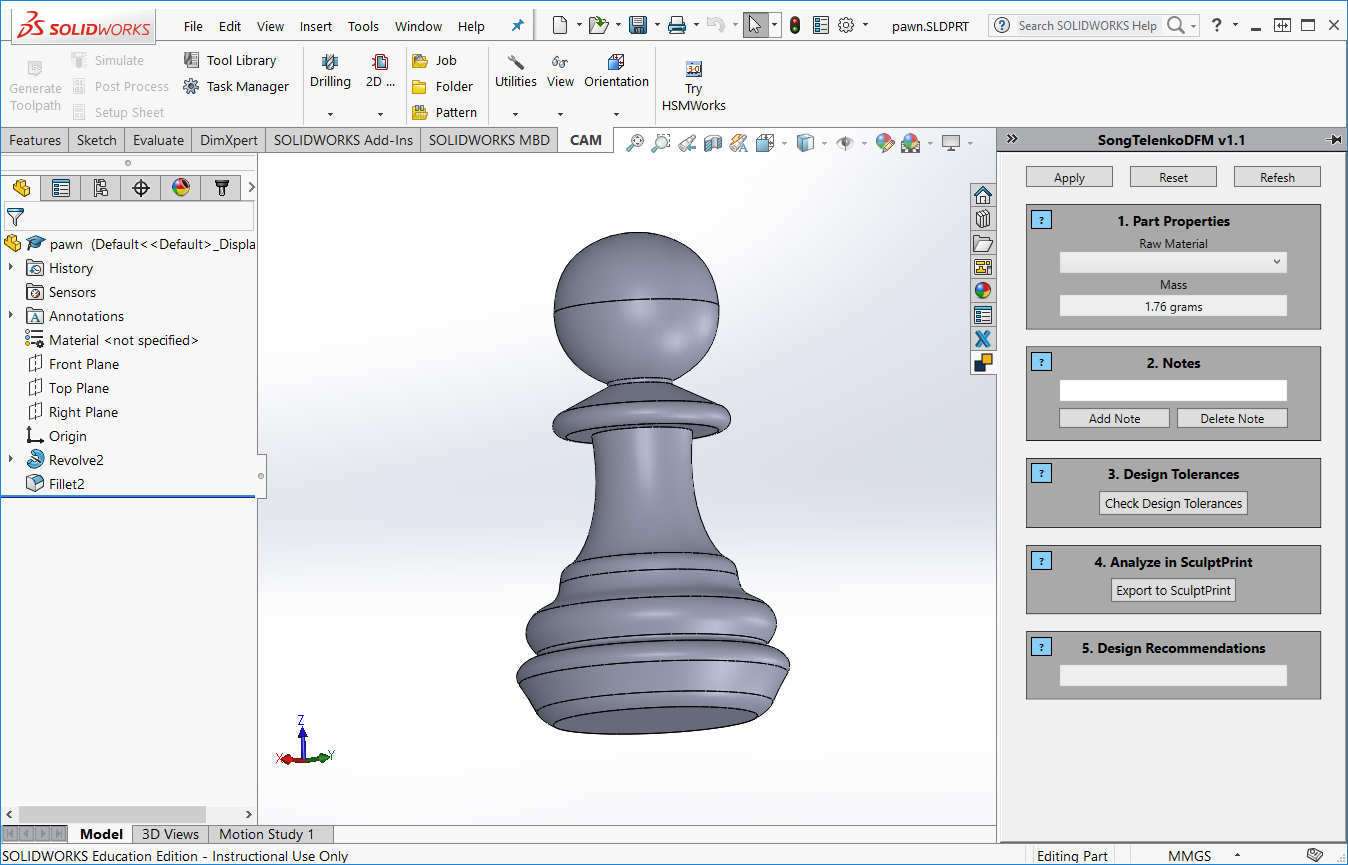 SOLIDWORKS File Edit View Insert Tools Window Help pawn.SLDPRT Search SOLIDWORKS Help ?
Generate Toolpath
Simulate
Post Process
Setup Sheet
Tool Library
Task Manager
Drilling
2D ...
Job
Folder
Pattern
Utilities
View
Orientation
Try
HSMWorks
Features Sketch Evaluate DimXpert SOLIDWORKS Add-Ins SOLIDWORKS MBD CAM
pawn (Default<<Default>_Displa
History
Sensors
Annotations
Material <not specified>
Front Plane
Top Plane
Right Plane
Origin
Revolve2
Fillet2
Z
X
Y
SongTelenkoDFM v1.1
Apply Reset Refesh
? 1. Part Properties
Raw Material
Mass
1.76 grams
? 2. Notes
Add Note Delete Note
? 3. Design Tolerances
Check Design Tolerances
? 4. Analyze in SculptPrint
Export to SculptPrint
? 5. Design Recommendations
Model 3D Views Motion Study 1
SOLIDWORKS Education Edition - Instructional Use Only Editing Part MMGS